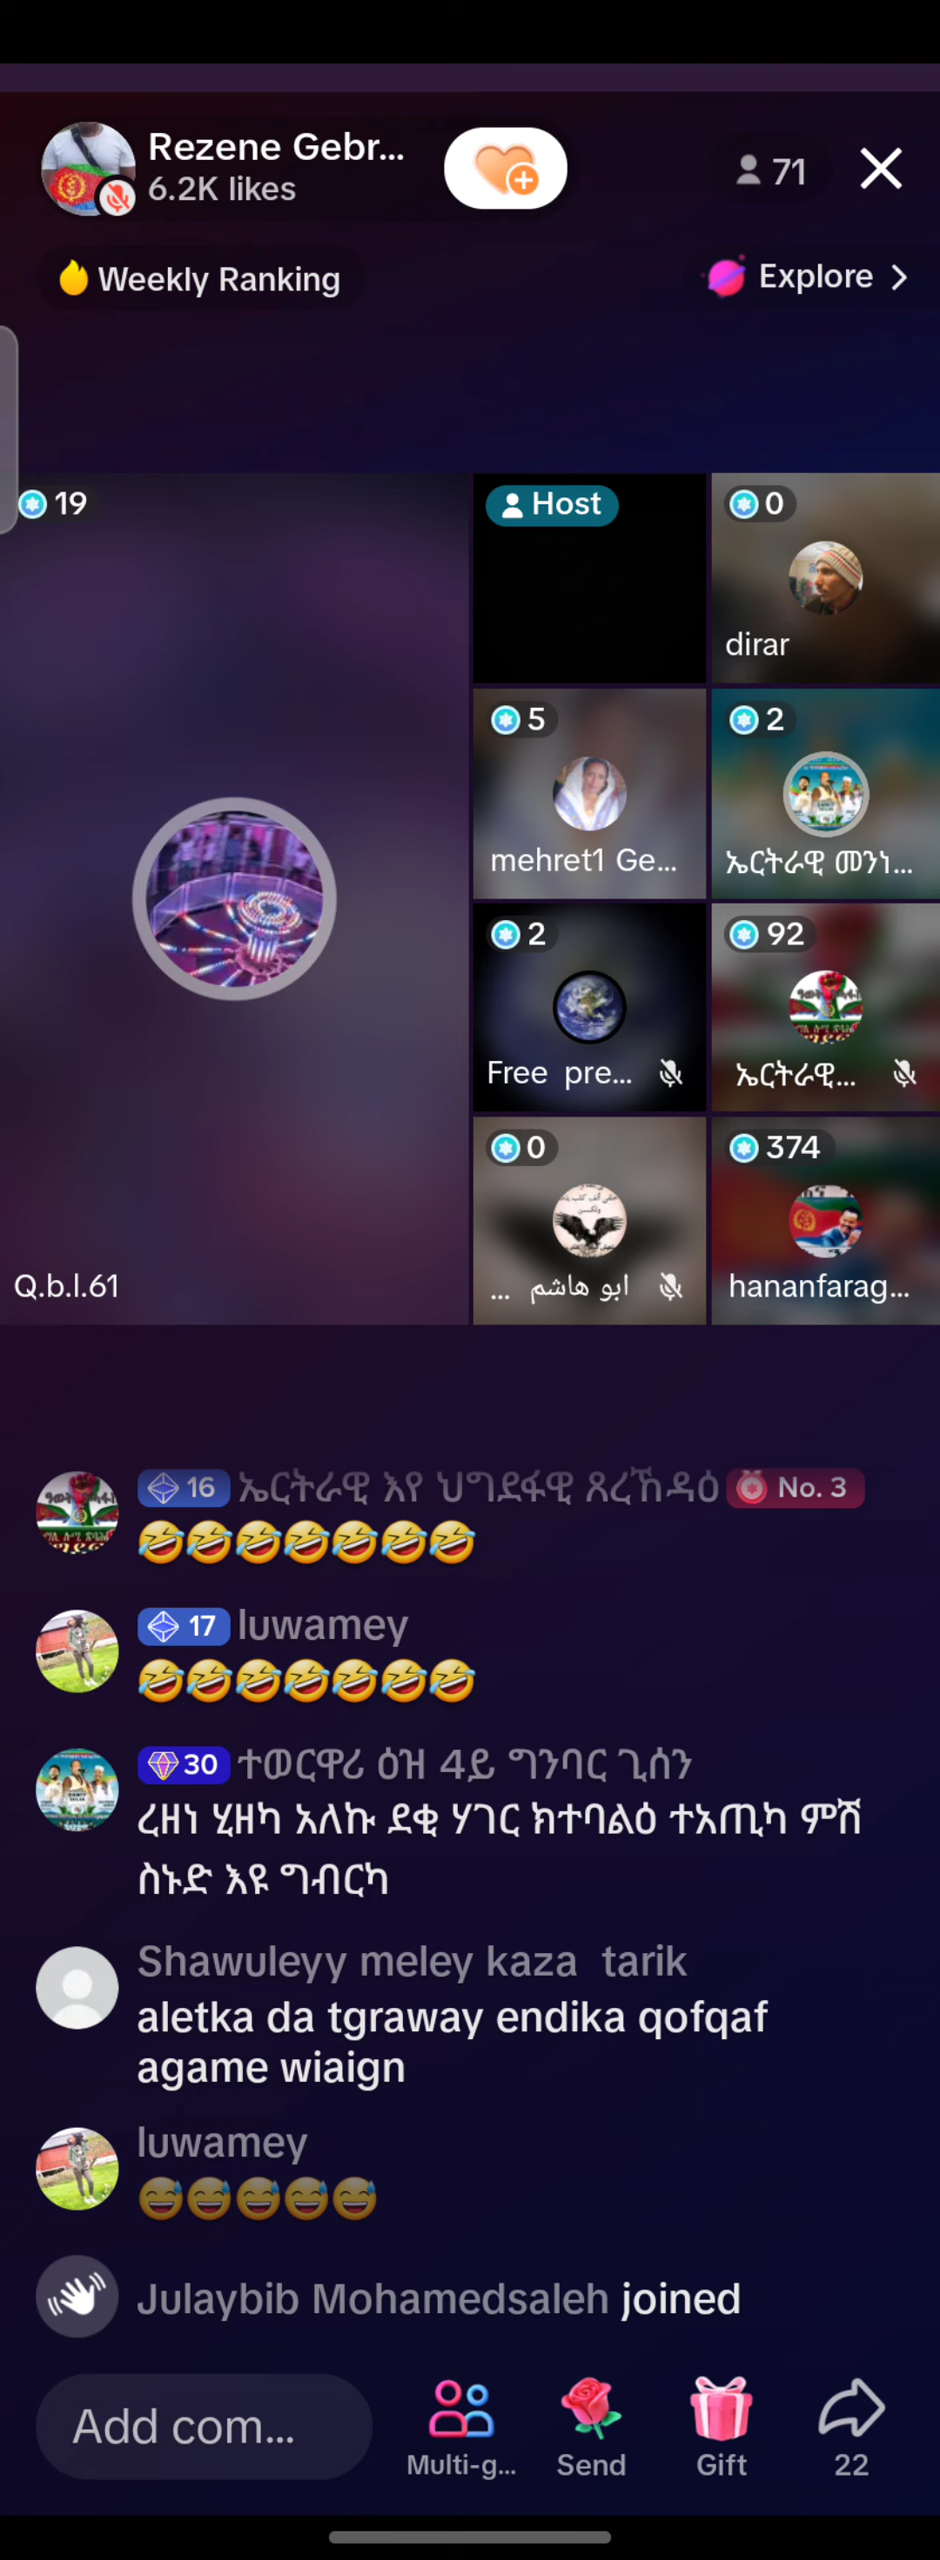 Rezene Gebr...
6.2K likes
71
Weekly Ranking
Explore
19
Host
0
dirar
5
2
mehret1 Ge...
ኤርትራዊ መንነ...
2
92
Free pre...
ኤርትራዊ...
0
374
Q.b.l.61
... ابو هاشم
hananfarag...
16 ኤርትራዊ እየ ህግደፋዊ ጸረኸዳዕ No. 3
🤣🤣🤣🤣🤣🤣🤣
17 luwamey
🤣🤣🤣🤣🤣🤣🤣
30 ተወርዋሪ ዕዝ 4ይ ግንባር ጊሰን
ረዘነ ሂዘካ አለኩ ደቂ ሃገር ክተባልዕ ተአጢካ ምሽ
ስኑድ እዩ ግብርካ
Shawuleyy meley kaza tarik
aletka da tgraway endika qofqaf
agame wiaign
luwamey
😅😅😅😅😅
Julaybib Mohamedsaleh joined
Add com...
Multi-g...
Send
Gift
22